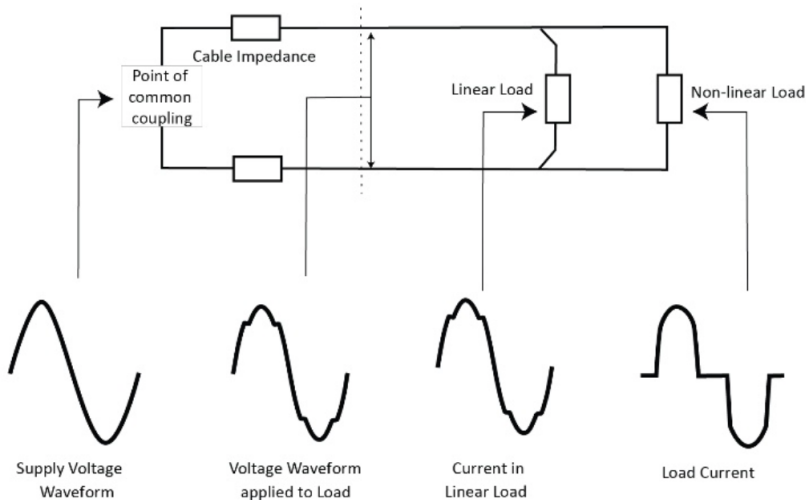 Cable Impedance
Point of
common
coupling
Linear Load
Non-linear Load
Supply Voltage
Waveform
Voltage Waveform
applied to Load
Current in
Linear Load
Load Current